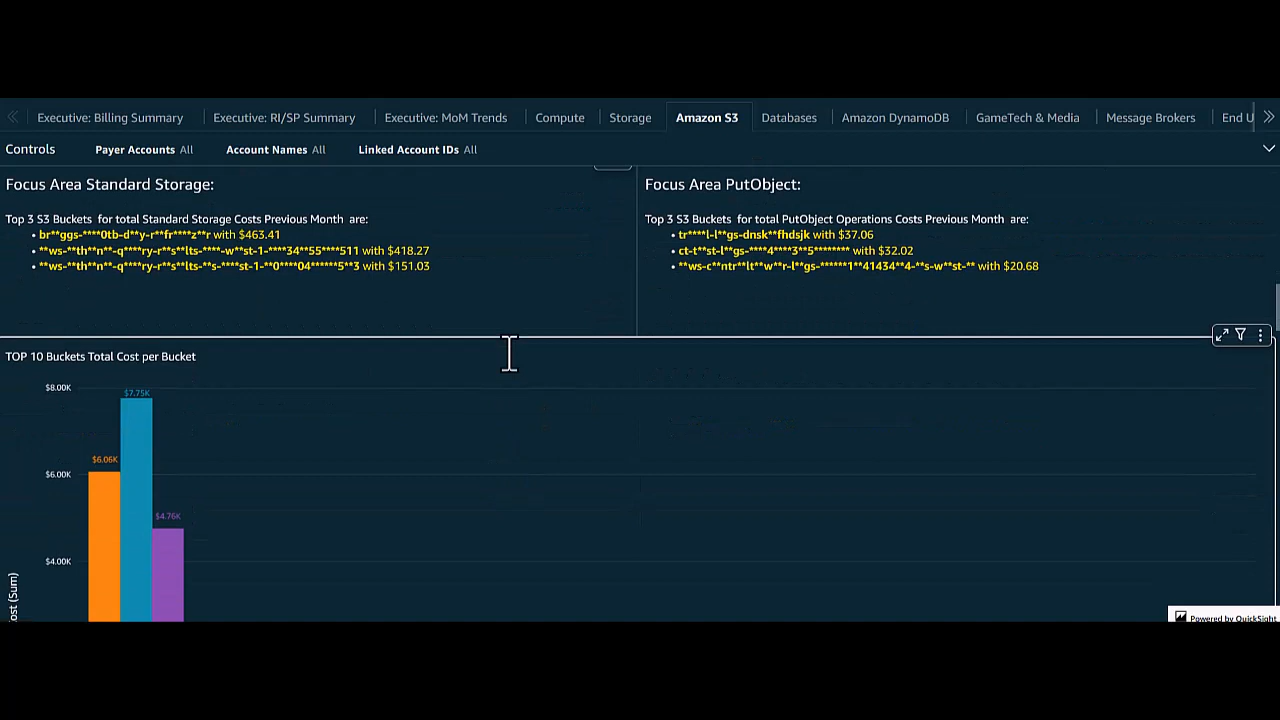 Executive: Billing Summary
Executive: RI/SP Summary
Executive: MoM Trends
Compute
Storage
Amazon S3
Databases
Amazon DynamoDB
GameTech & Media
Message Brokers
End U
Controls
Payer Accounts All
Account Names All
Linked Account IDs All
Focus Area Standard Storage:
Top 3 S3 Buckets for total Standard Storage Costs Previous Month are:
• br**ggs-****0tb-d**y-r**fr****z**r with $463.41
• **ws-**th**n**-q****ry-r**s**lts-****-w**st-1-****34**55****511 with $418.27
• **ws-**th**n**-q****ry-r**s**lts-**s-****st-1-**0****04******5**3 with $151.03
Focus Area PutObject:
Top 3 S3 Buckets for total PutObject Operations Costs Previous Month are:
• tr****l-l**gs-dnsk**fhdsjk with $37.06
• ct-t**st-l**gs-****4****3**5******** with $32.02
• **ws-c**ntr**lt**w**r-l**gs-******1**41434**4-**s-w**st-** with $20.68
TOP 10 Buckets Total Cost per Bucket
$8.00K
$7.75K
$6.06K
$6.00K
$4.76K
$4.00K
ost (Sum)
Powered by QuickSight